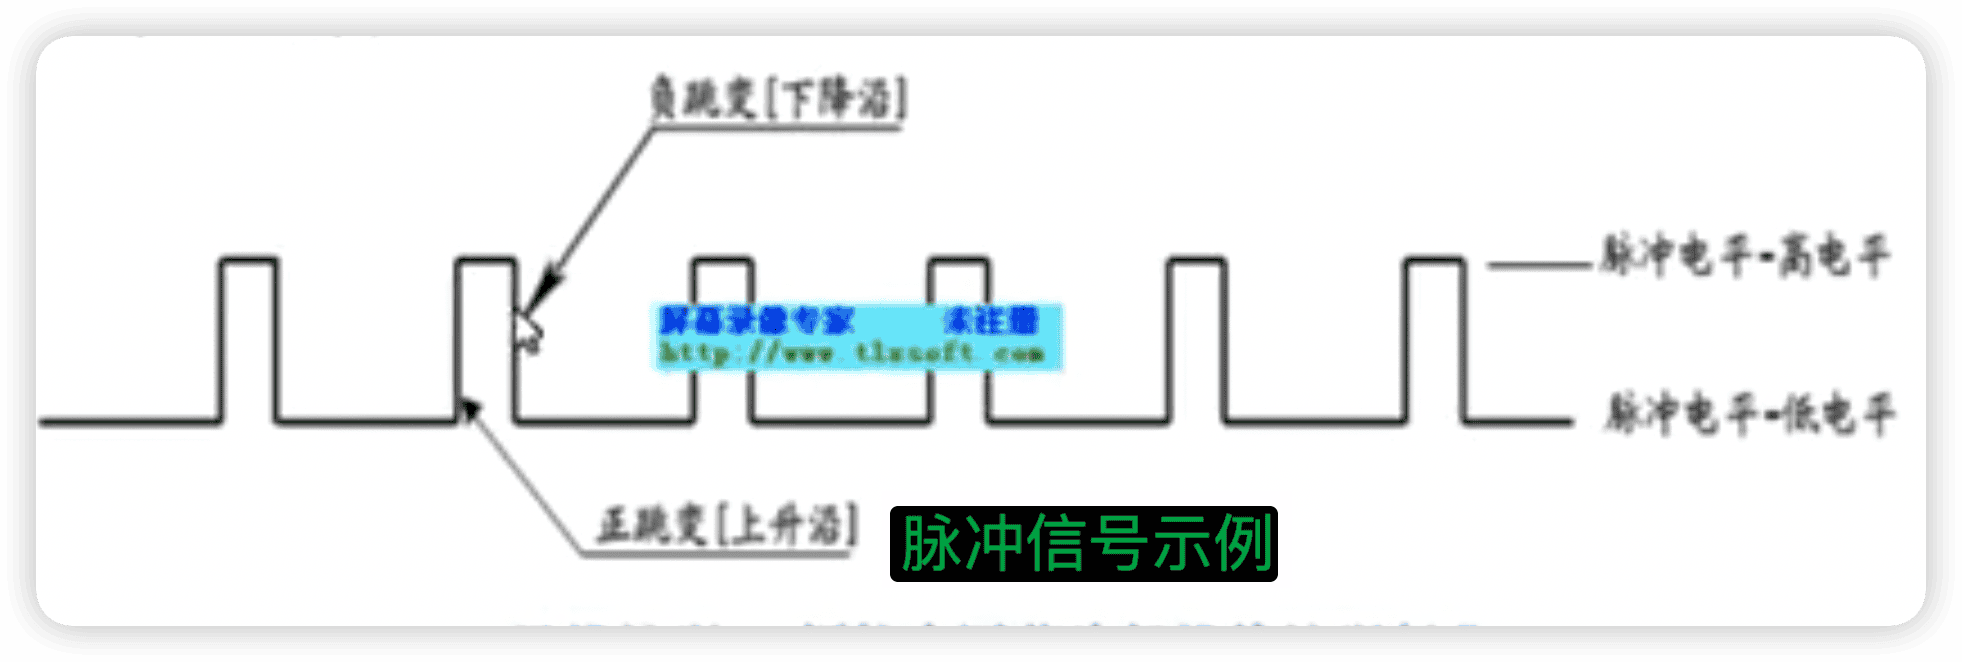 负跳变[下降沿]
脉冲电平-高电平
屏幕录像专家 未注册
http://www.tlxsoft.com
脉冲电平-低电平
正跳变[上升沿]
脉冲信号示例